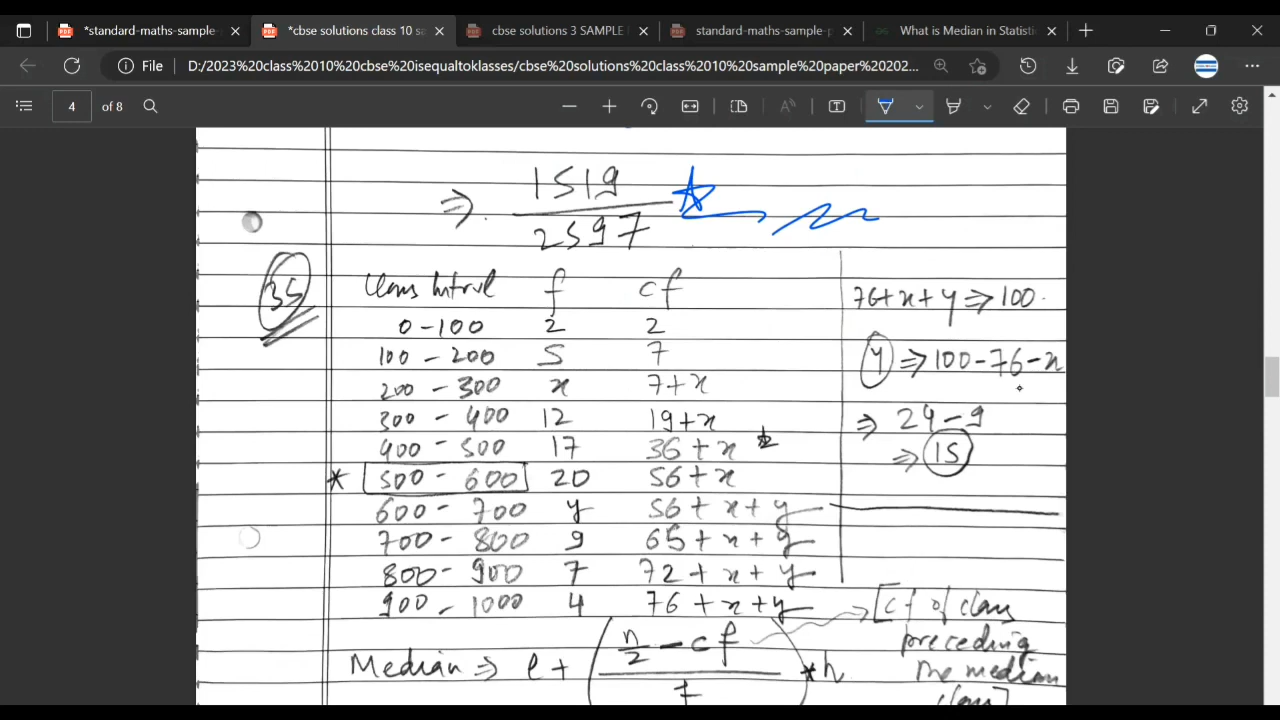 *standard-maths-sample-
*cbse solutions class 10 sa
cbse solutions 3 SAMPLE
standard-maths-sample-p
What is Median in Statisti
File
D:/2023%20class%2010%20cbse%20isequaltoklasses/cbse%20solutions%20class%2010%20sample%20paper%202022...
4 of 8
⇒ 1519
2597
35
Class Intrvl f cf
0-100 2 2
100 - 200 5 7
200 - 300 x 7+x
300 - 400 12 19+x
400 - 500 17 36+x
* 500 - 600 20 56+x
600 - 700 y 56+x+y
700 - 800 9 65+x+y
800 - 900 7 72+x+y
900 - 1000 4 76+x+y
76+x+y ⇒ 100
y ⇒ 100-76-x
⇒ 24-9
⇒ 15
Median ⇒ l + ( n/2 - cf / f ) * h
[cf of class
preceding
the median
class]